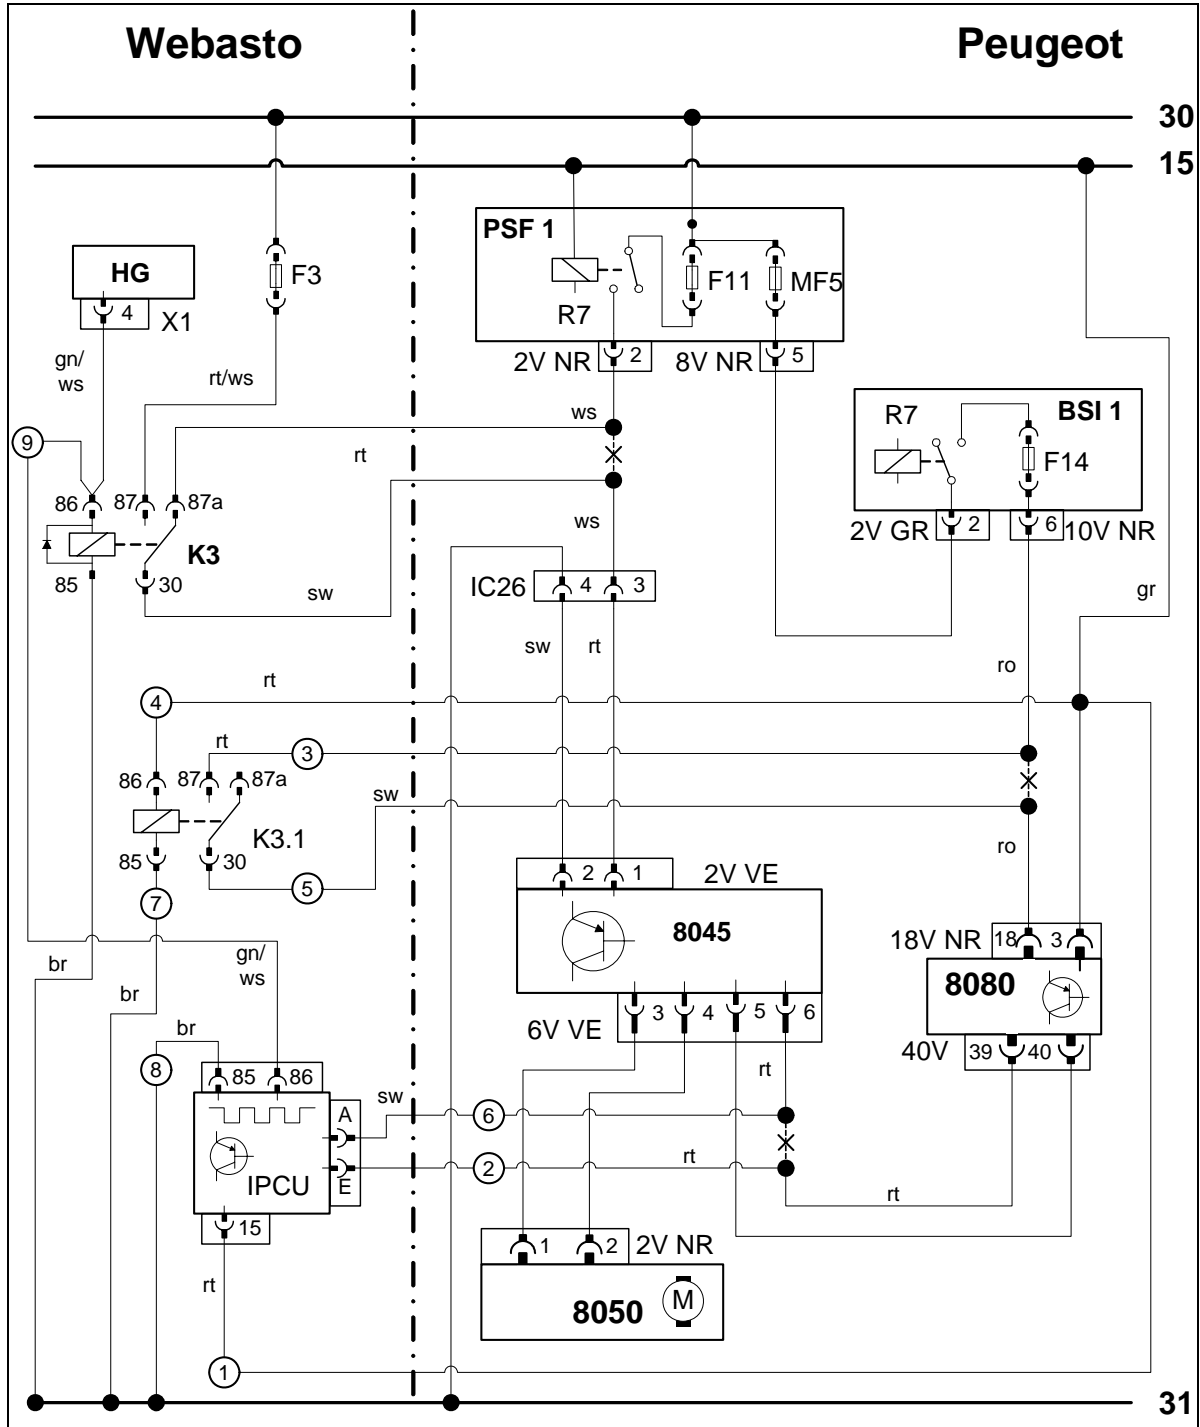 Webasto
Peugeot
30
15
PSF 1
HG
F3
F11
MF5
R7
4
X1
2V NR
2
8V NR
5
gn/
ws
rt/ws
R7
BSI 1
F14
ws
9
rt
86
87
87a
2V GR
2
6
10V NR
ws
K3
85
30
IC26
4
3
gr
sw
sw
rt
ro
rt
4
rt
3
86
87
87a
sw
K3.1
ro
85
30
2
1
2V VE
5
7
8045
18V NR
18
3
gn/
ws
br
8080
br
6V VE
3
4
5
6
br
40V
39
40
8
85
86
rt
sw
A
6
2
rt
IPCU
E
rt
15
1
2
2V NR
rt
8050
M
1
31